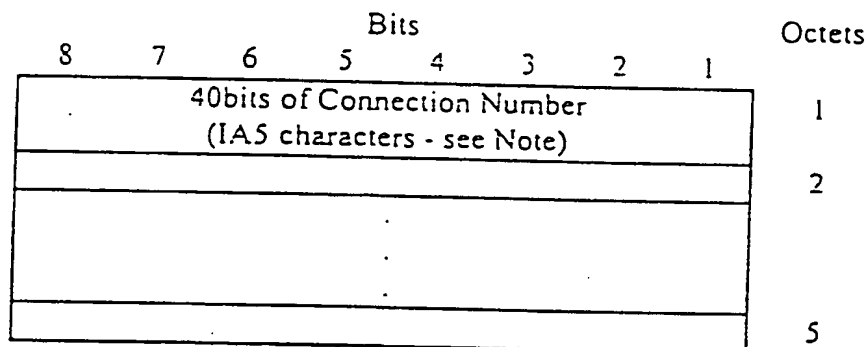 Bits
Octets
8 7 6 5 4 3 2 1
40bits of Connection Number
(IA5 characters - see Note)
1
2
.
.
.
5